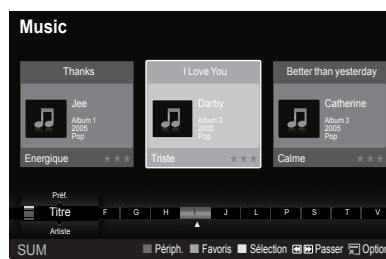 Music
Thanks I Love You Better than yesterday
Jee Darby Catherine
Album 1 Album 2 Album 3
2005 2005 2005
Pop Pop Pop
Energique Triste Calme
Préf.
Titre F G H I J L P S T V
Artiste
SUM Périph. Favoris Sélection Passer Option